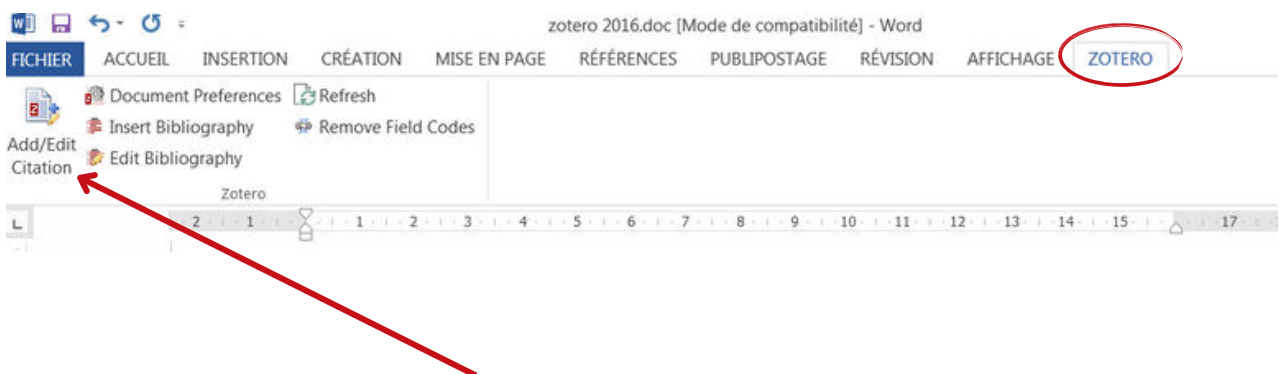 zotero 2016.doc [Mode de compatibilité] - Word
FICHIER ACCUEIL INSERTION CRÉATION MISE EN PAGE RÉFÉRENCES PUBLIPOSTAGE RÉVISION AFFICHAGE ZOTERO
Add/Edit
Citation
Document Preferences
Insert Bibliography
Edit Bibliography
Refresh
Remove Field Codes
Zotero
2 1 1 2 3 4 5 6 7 8 9 10 11 12 13 14 15 17